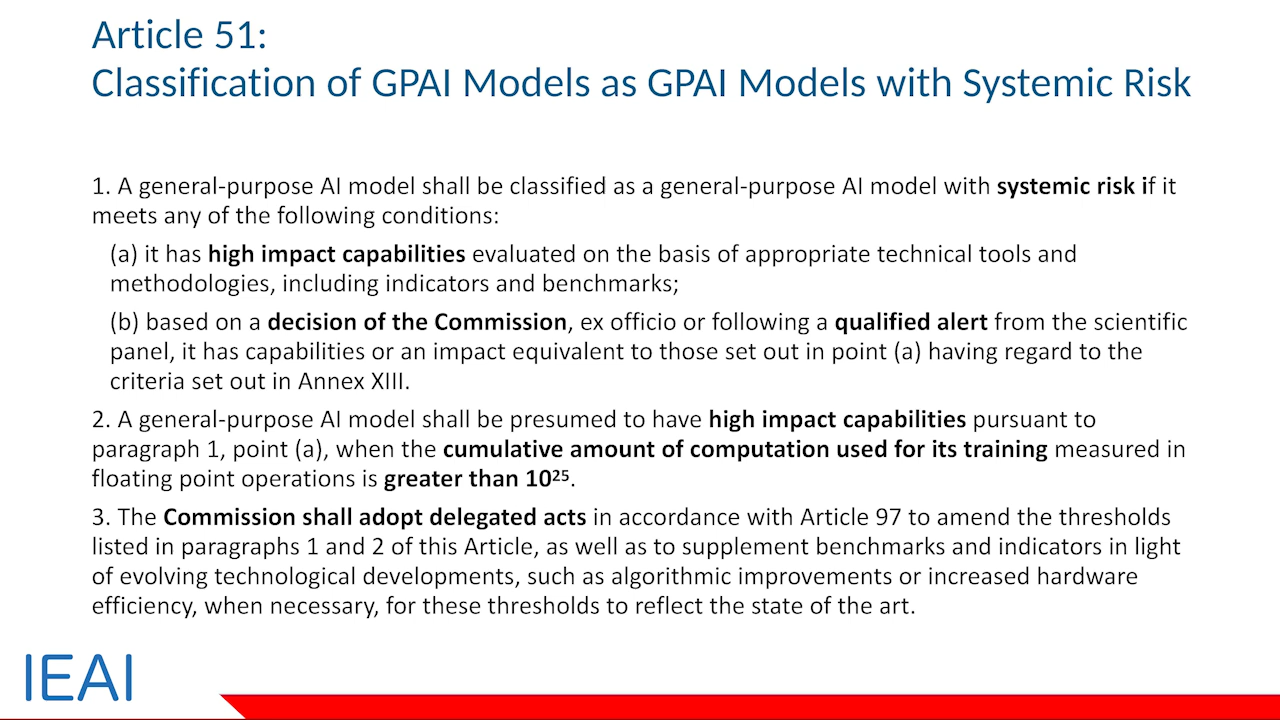 Article 51:
Classification of GPAI Models as GPAI Models with Systemic Risk
1. A general-purpose AI model shall be classified as a general-purpose AI model with systemic risk if it
meets any of the following conditions:
(a) it has high impact capabilities evaluated on the basis of appropriate technical tools and
methodologies, including indicators and benchmarks;
(b) based on a decision of the Commission, ex officio or following a qualified alert from the scientific
panel, it has capabilities or an impact equivalent to those set out in point (a) having regard to the
criteria set out in Annex XIII.
2. A general-purpose AI model shall be presumed to have high impact capabilities pursuant to
paragraph 1, point (a), when the cumulative amount of computation used for its training measured in
floating point operations is greater than 10²⁵.
3. The Commission shall adopt delegated acts in accordance with Article 97 to amend the thresholds
listed in paragraphs 1 and 2 of this Article, as well as to supplement benchmarks and indicators in light
of evolving technological developments, such as algorithmic improvements or increased hardware
efficiency, when necessary, for these thresholds to reflect the state of the art.
IEAI